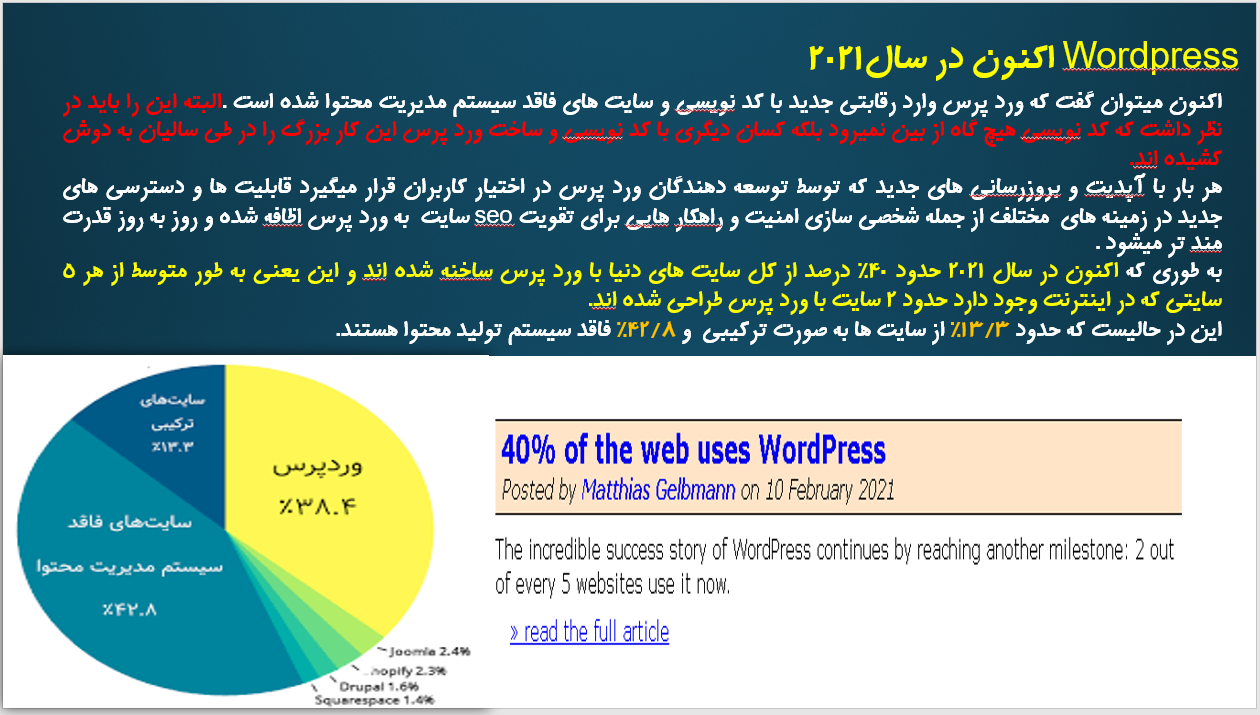 Wordpress اکنون در سال۲۰۲۱
اکنون میتوان گفت که ورد پرس وارد رقابتی جدید با کد نویسی و سایت های فاقد سیستم مدیریت محتوا شده است .البته این را باید در
نظر داشت که کد نویسی هیچ گاه از بین نمیرود بلکه کسان دیگری با کد نویسی و ساخت ورد پرس این کار بزرگ را در طی سالیان به دوش
کشیده اند.
هر بار با آپدیت و بروزرسانی های جدید که توسط توسعه دهندگان ورد پرس در اختیار کاربران قرار میگیرد قابلیت ها و دسترسی های
جدید در زمینه های مختلف از جمله شخصی سازی امنیت و راهکار هایی برای تقویت seo سایت به ورد پرس اظافه شده و روز به روز قدرت
مند تر میشود .
به طوری که اکنون در سال ۲۰۲۱ حدود ۴۰٪ درصد از کل سایت های دنیا با ورد پرس ساخنه شده اند و این یعنی به طور متوسط از هر ۵
سایتی که در اینترنت وجود دارد حدود ۲ سایت با ورد پرس طراحی شده اند.
این در حالیست که حدود ۱۳/۳٪ از سایت ها به صورت ترکیبی و ۴۲/۸٪ فاقد سیستم تولید محتوا هستند.
سایت‌های
ترکیبی
٪۱۳.۳
وردپرس
٪۳۸.۴
سایت‌های فاقد
سیستم مدیریت محتوا
٪۴۲.۸
Joomla 2.4%
hopify 2.3%
Drupal 1.6%
Squarespace 1.4%
40% of the web uses WordPress
Posted by Matthias Gelbmann on 10 February 2021
The incredible success story of WordPress continues by reaching another milestone: 2 out
of every 5 websites use it now.
» read the full article